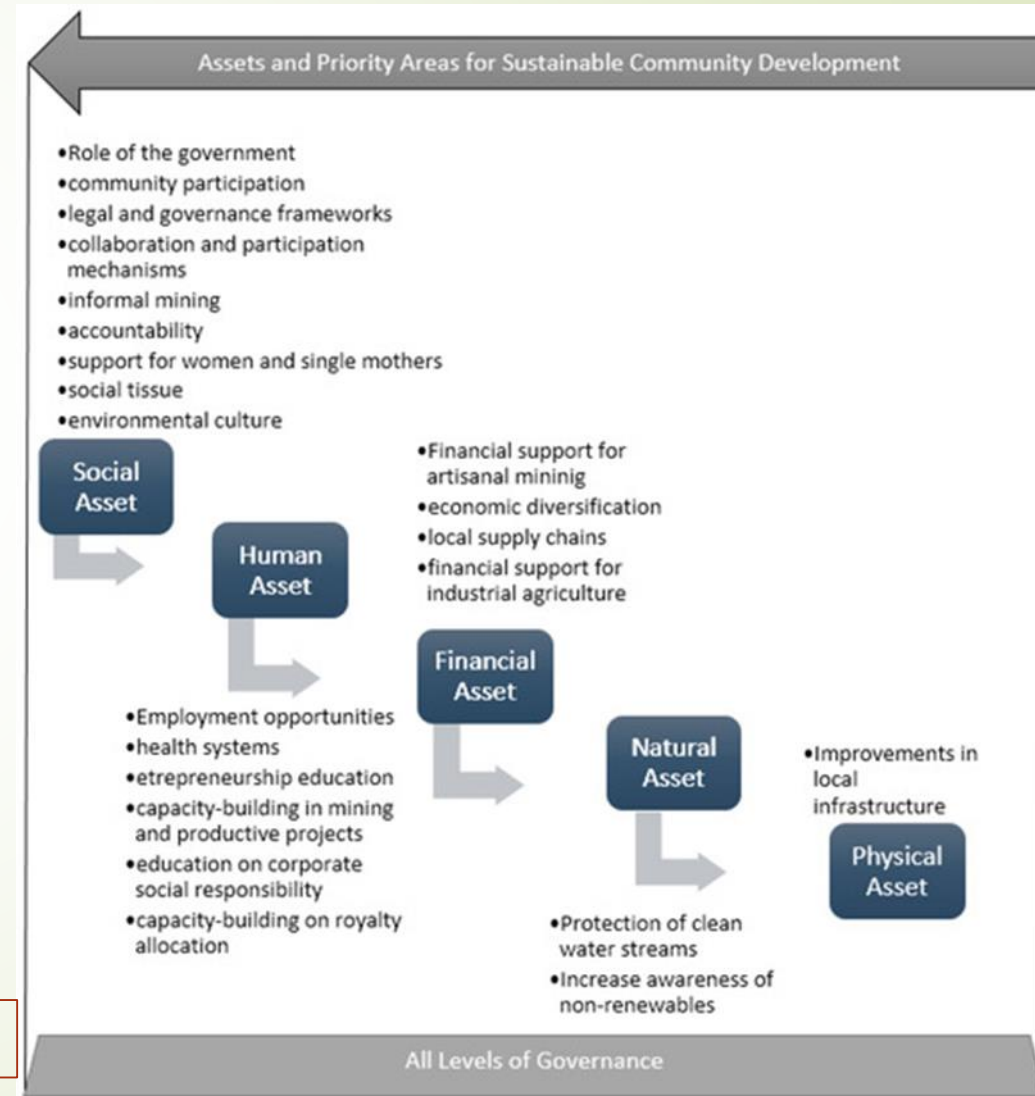 Assets and Priority Areas for Sustainable Community Development
•Role of the government
•community participation
•legal and governance frameworks
•collaboration and participation
mechanisms
•informal mining
•accountability
•support for women and single mothers
•social tissue
•environmental culture
Social
Asset
•Financial support for
artisanal mininig
•economic diversification
•local supply chains
•financial support for
industrial agriculture
Human
Asset
Financial
Asset
•Employment opportunities
•health systems
•etrepreneurship education
•capacity-building in mining
and productive projects
•education on corporate
social responsibility
•capacity-building on royalty
allocation
Natural
Asset
•Improvements in
local
infrastructure
Physical
Asset
•Protection of clean
water streams
•Increase awareness of
non-renewables
All Levels of Governance